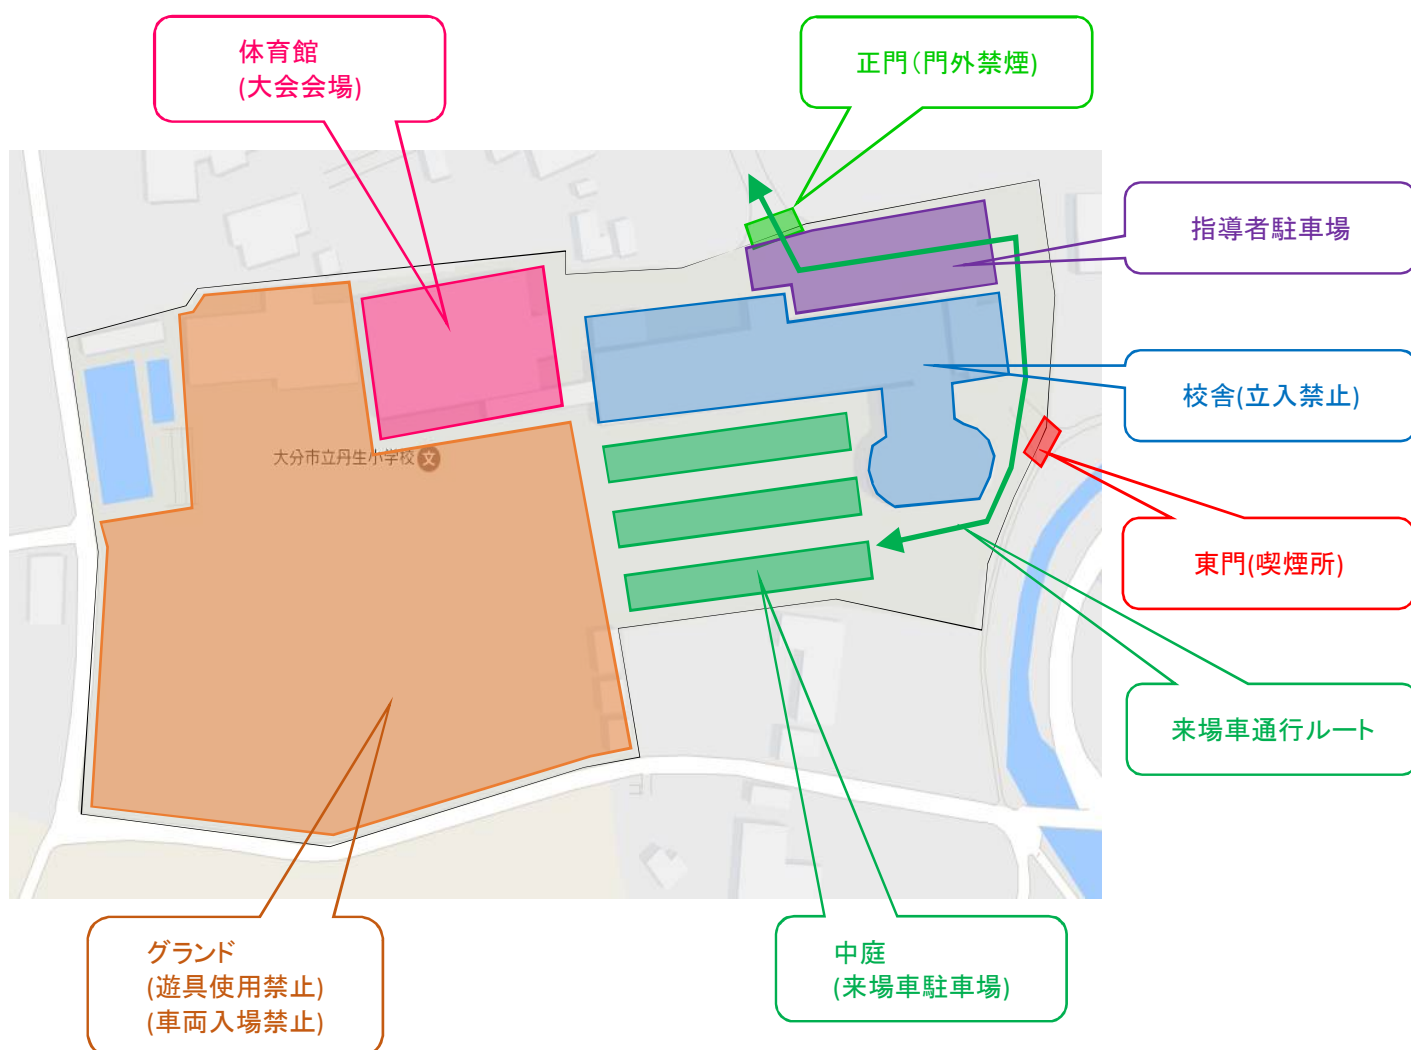 体育館
(大会会場)
正門(門外禁煙)
指導者駐車場
校舎(立入禁止)
大分市立丹生小学校
文
東門(喫煙所)
来場車通行ルート
グランド
(遊具使用禁止)
(車両入場禁止)
中庭
(来場車駐車場)